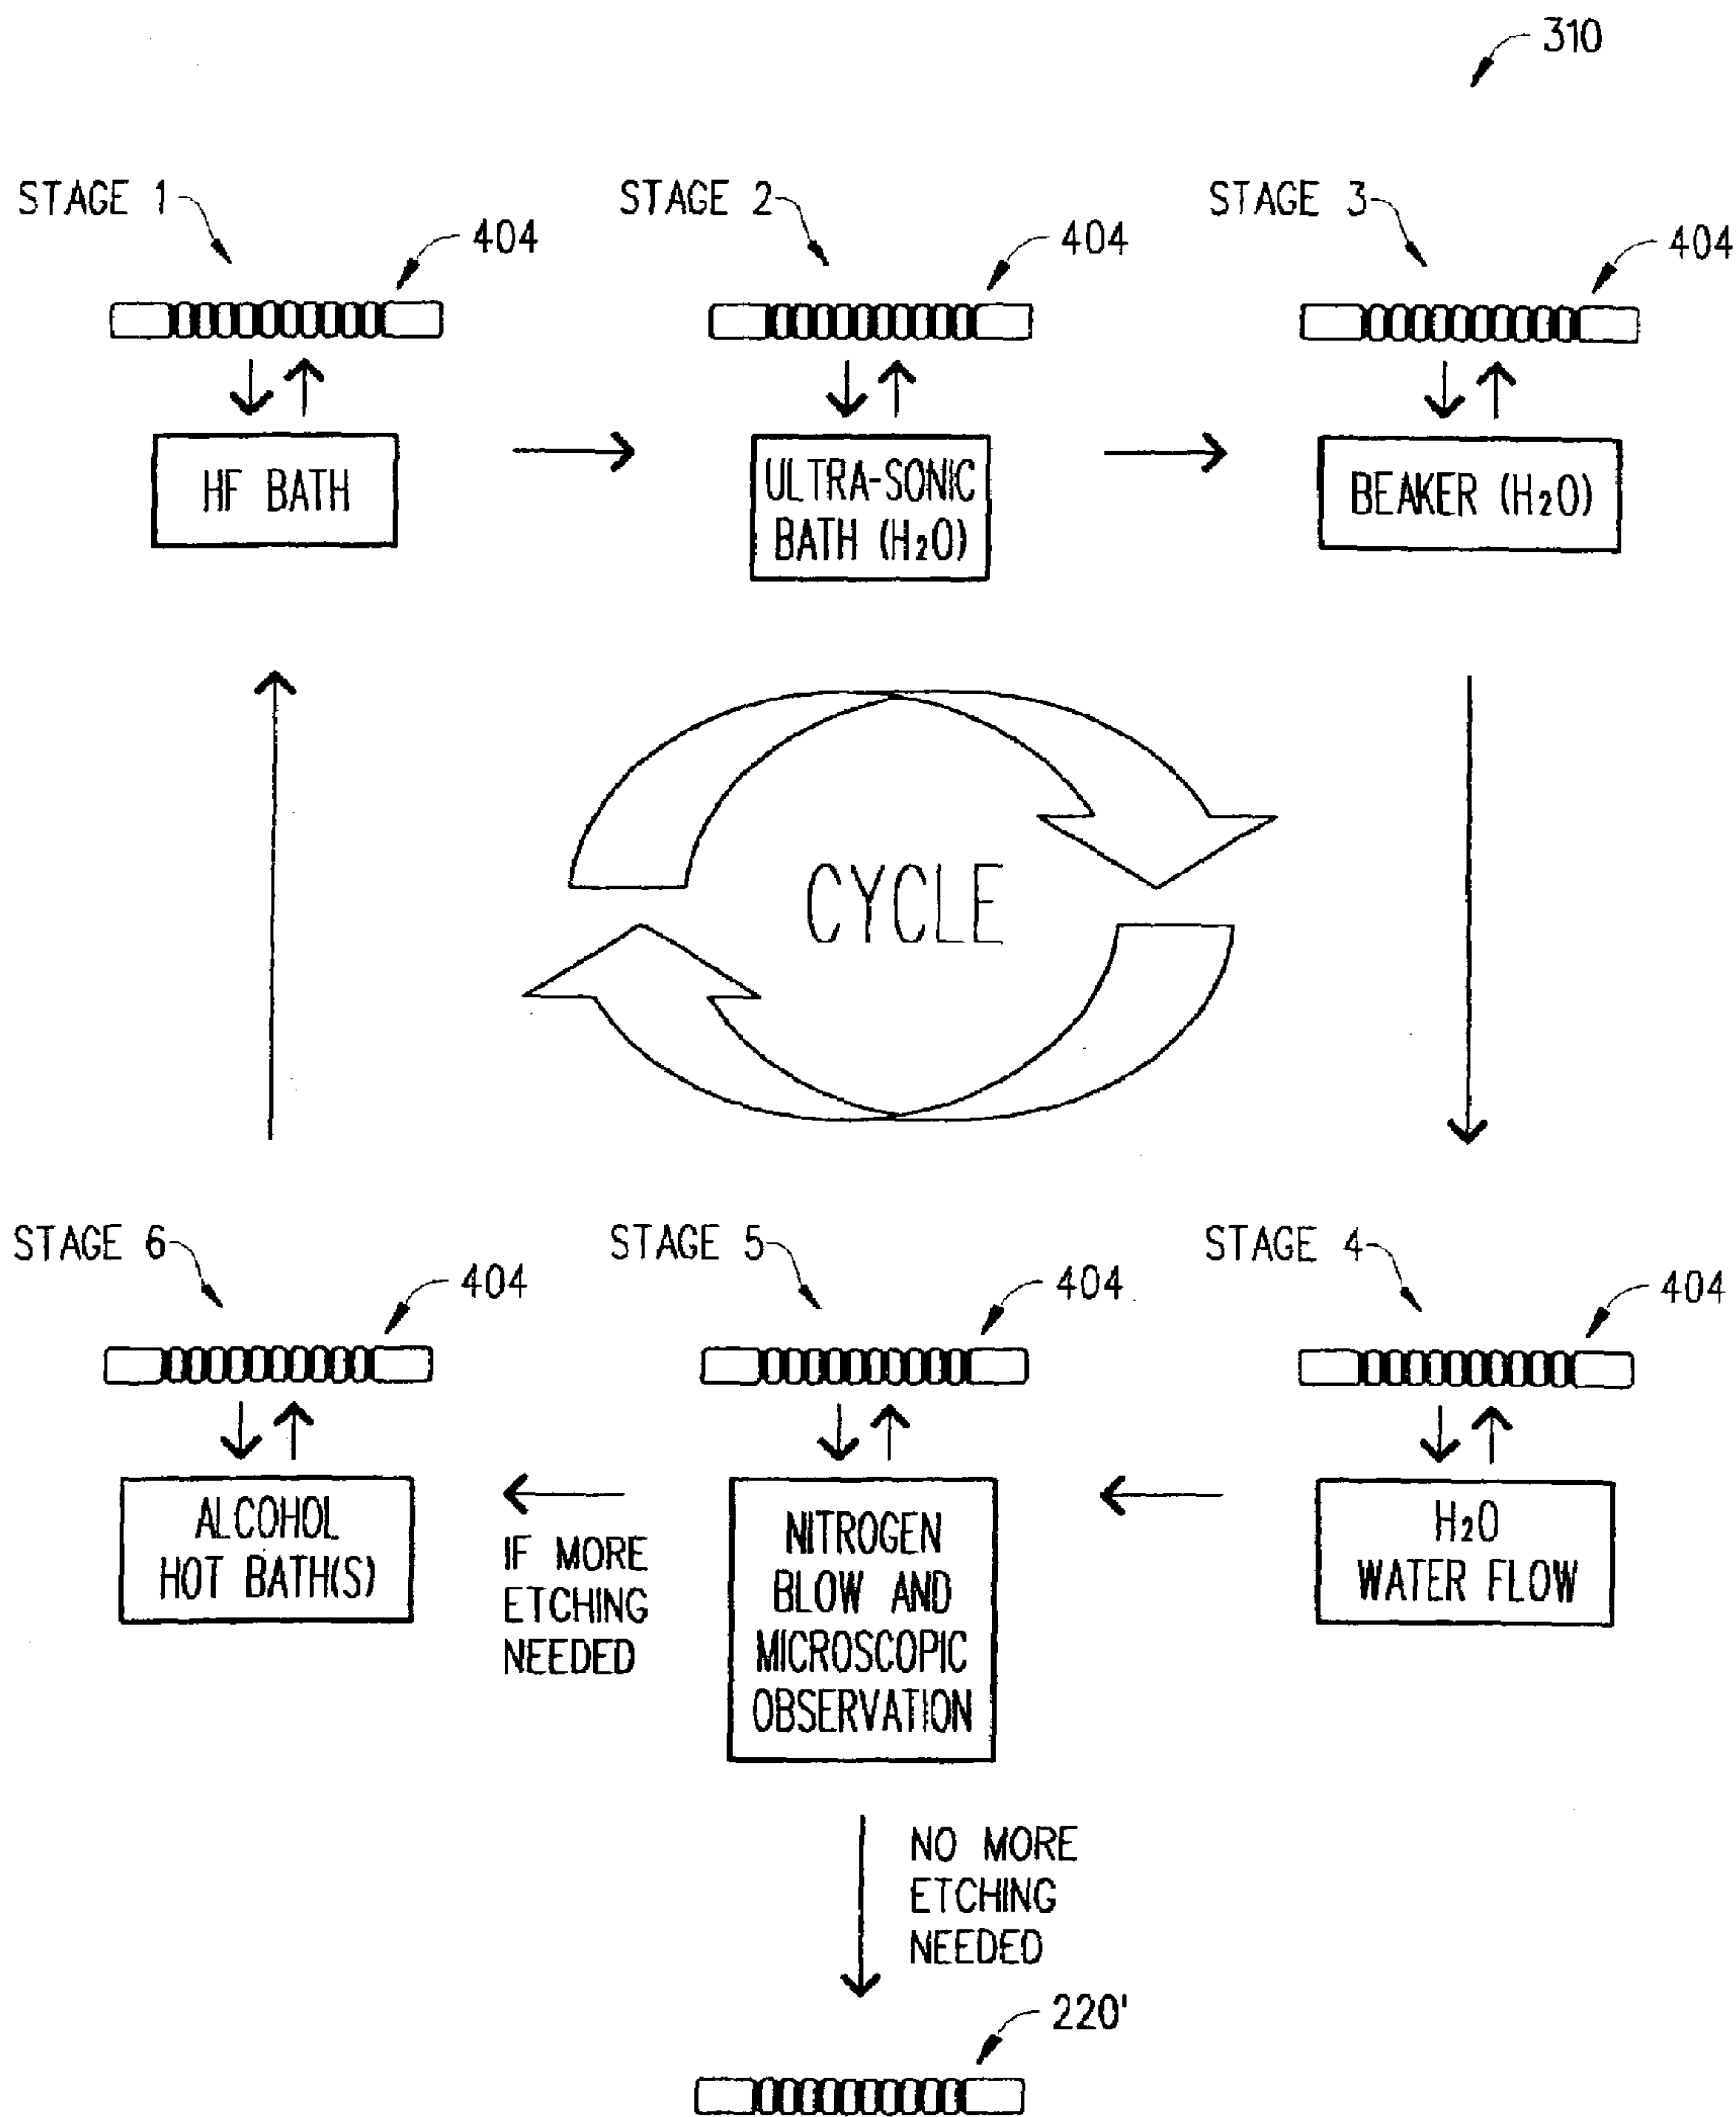 310
STAGE 1
404
STAGE 2
404
STAGE 3
404
HF BATH
ULTRA-SONIC
BATH (H₂O)
BEAKER (H₂O)
CYCLE
STAGE 6
404
STAGE 5
404
STAGE 4
404
ALCOHOL
HOT BATH(S)
IF MORE
ETCHING
NEEDED
NITROGEN
BLOW AND
MICROSCOPIC
OBSERVATION
H₂O
WATER FLOW
NO MORE
ETCHING
NEEDED
220'